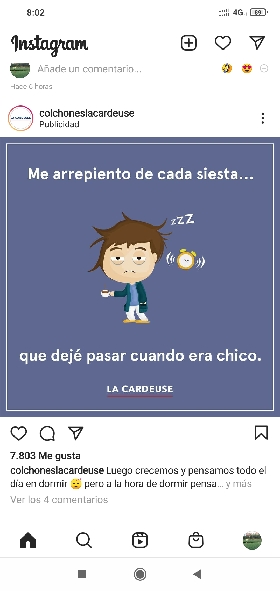 8:02
4G 89
Instagram
Añade un comentario...
Hace 6 horas
colchoneslacardeuse
Publicidad
Me arrepiento de cada siesta...
zzz
que dejé pasar cuando era chico.
LA CARDEUSE
7.803 Me gusta
colchoneslacardeuse Luego crecemos y pensamos todo el
día en dormir 😴 pero a la hora de dormir pensa... y más
Ver los 4 comentarios